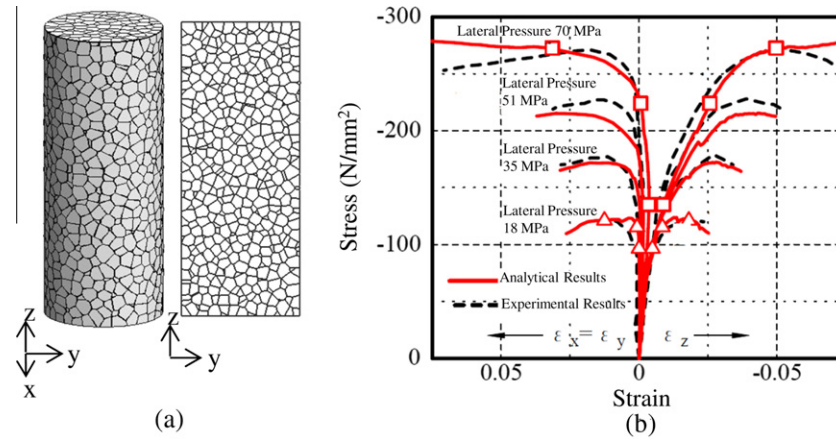 (a)
z
y
x
z
y
(a)
-300
-200
-100
0
Stress (N/mm²)
Lateral Pressure 70 MPa
Lateral Pressure
51 MPa
Lateral Pressure
35 MPa
Lateral Pressure
18 MPa
Analytical Results
Experimental Results
ε x = ε y
ε z
0.05
0
-0.05
Strain
(b)